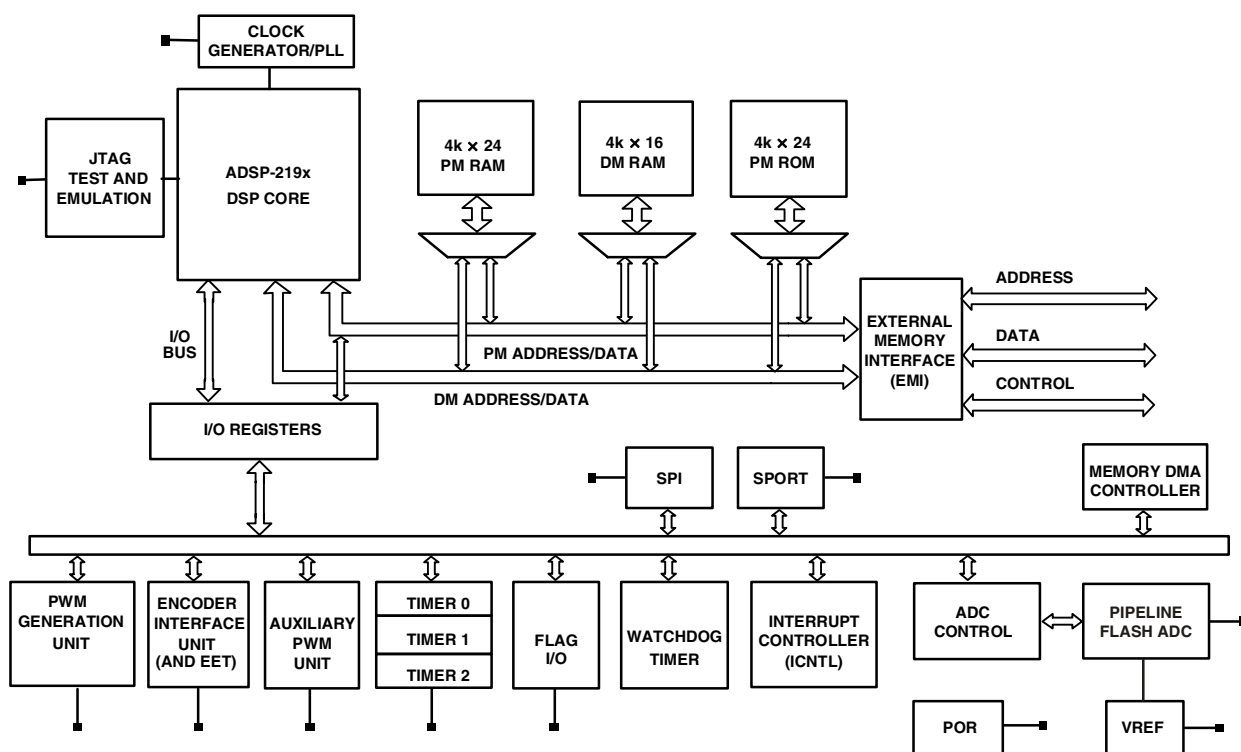 CLOCK
GENERATOR/PLL
JTAG
TEST AND
EMULATION
ADSP-219x
DSP CORE
4k × 24
PM RAM
4k × 16
DM RAM
4k × 24
PM ROM
I/O
BUS
PM ADDRESS/DATA
DM ADDRESS/DATA
EXTERNAL
MEMORY
INTERFACE
(EMI)
ADDRESS
DATA
CONTROL
I/O REGISTERS
SPI
SPORT
MEMORY DMA
CONTROLLER
PWM
GENERATION
UNIT
ENCODER
INTERFACE
UNIT
(AND EET)
AUXILIARY
PWM
UNIT
TIMER 0
TIMER 1
TIMER 2
FLAG
I/O
WATCHDOG
TIMER
INTERRUPT
CONTROLLER
(ICNTL)
ADC
CONTROL
PIPELINE
FLASH ADC
POR
VREF